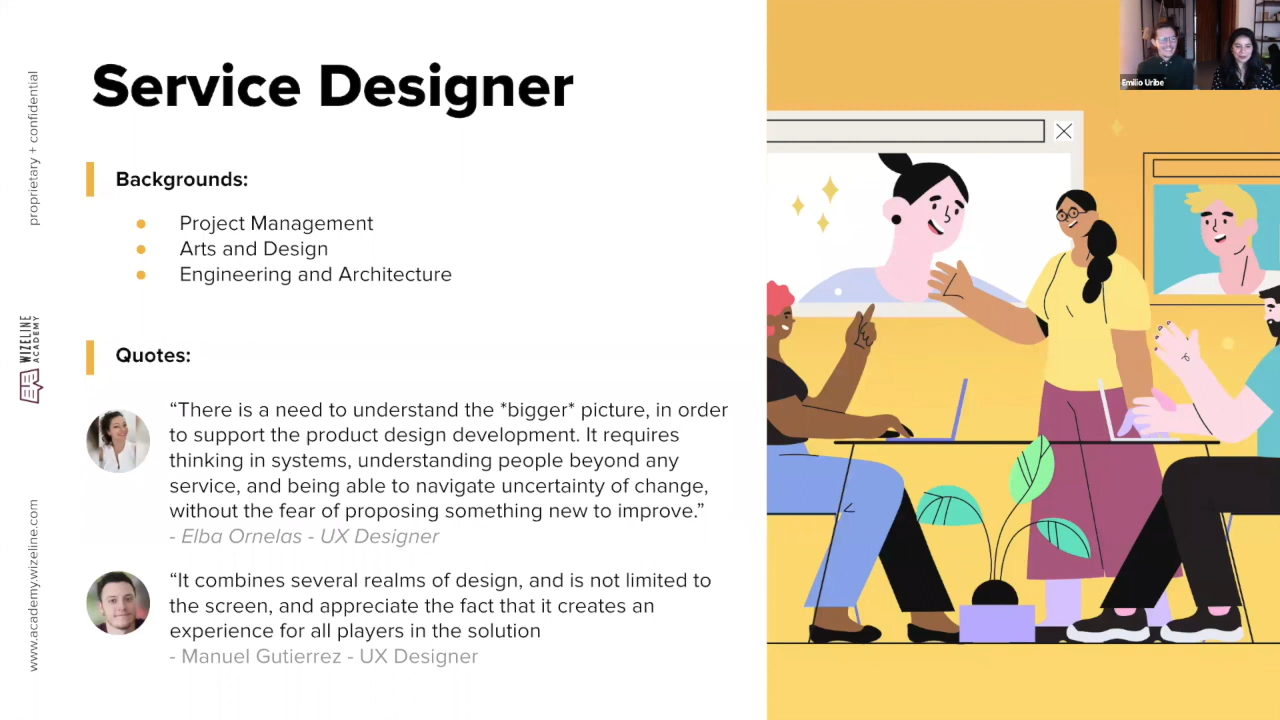 Service Designer
Backgrounds:
● Project Management
● Arts and Design
● Engineering and Architecture
Quotes:
“There is a need to understand the *bigger* picture, in order
to support the product design development. It requires
thinking in systems, understanding people beyond any
service, and being able to navigate uncertainty of change,
without the fear of proposing something new to improve.”
- Elba Ornelas - UX Designer
“It combines several realms of design, and is not limited to
the screen, and appreciate the fact that it creates an
experience for all players in the solution
- Manuel Gutierrez - UX Designer
proprietary + confidential
WIZELINE
ACADEMY
www.academy.wizeline.com
Emilio Uribe